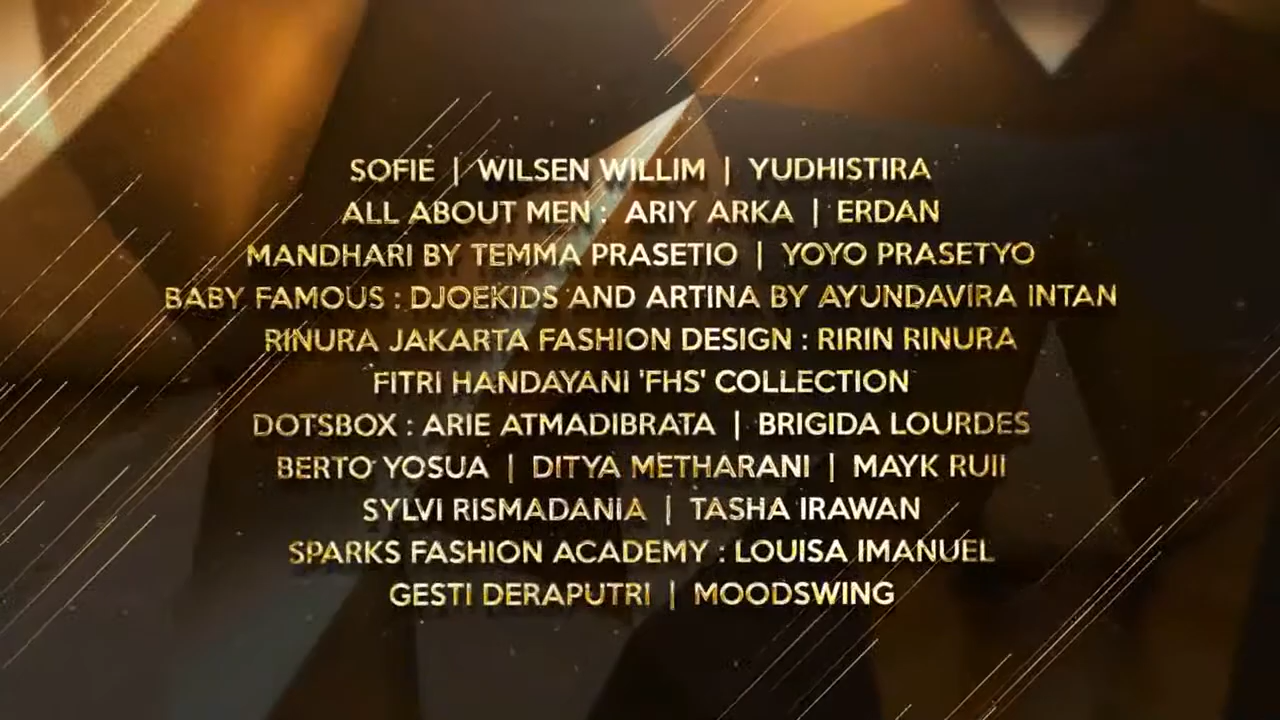 SOFIE | WILSEN WILLIM | YUDHISTIRA
ALL ABOUT MEN : ARIY ARKA | ERDAN
MANDHARI BY TEMMA PRASETIO | YOYO PRASETYO
BABY FAMOUS : DJOEKIDS AND ARTINA BY AYUNDAVIRA INTAN
RINURA JAKARTA FASHION DESIGN : RIRIN RINURA
FITRI HANDAYANI 'FHS' COLLECTION
DOTSBOX : ARIE ATMADIBRATA | BRIGIDA LOURDES
BERTO YOSUA | DITYA METHARANI | MAYK RUII
SYLVI RISMADANIA | TASHA IRAWAN
SPARKS FASHION ACADEMY : LOUISA IMANUEL
GESTI DERAPUTRI | MOODSWING